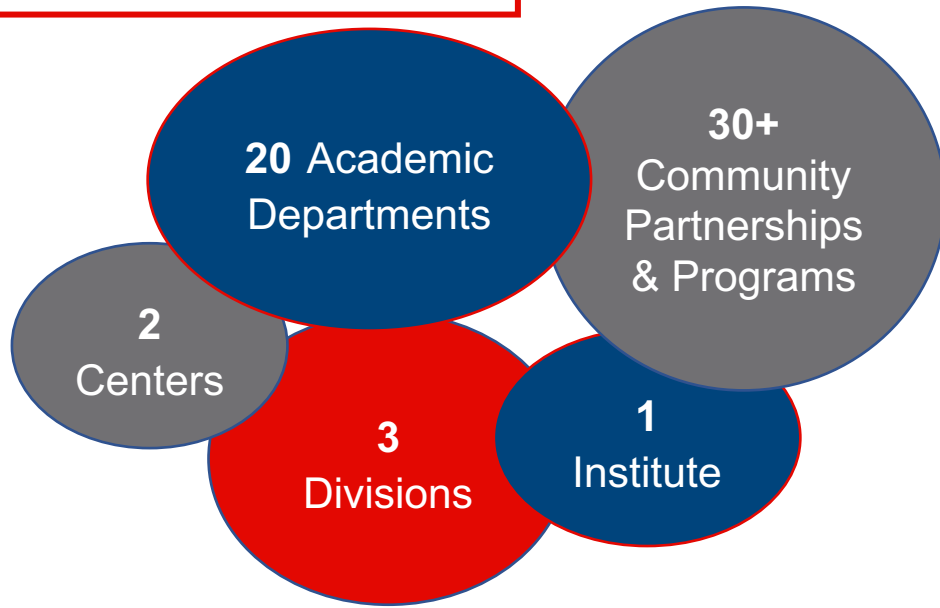 20 Academic
Departments
30+
Community
Partnerships
& Programs
2
Centers
3
Divisions
1
Institute